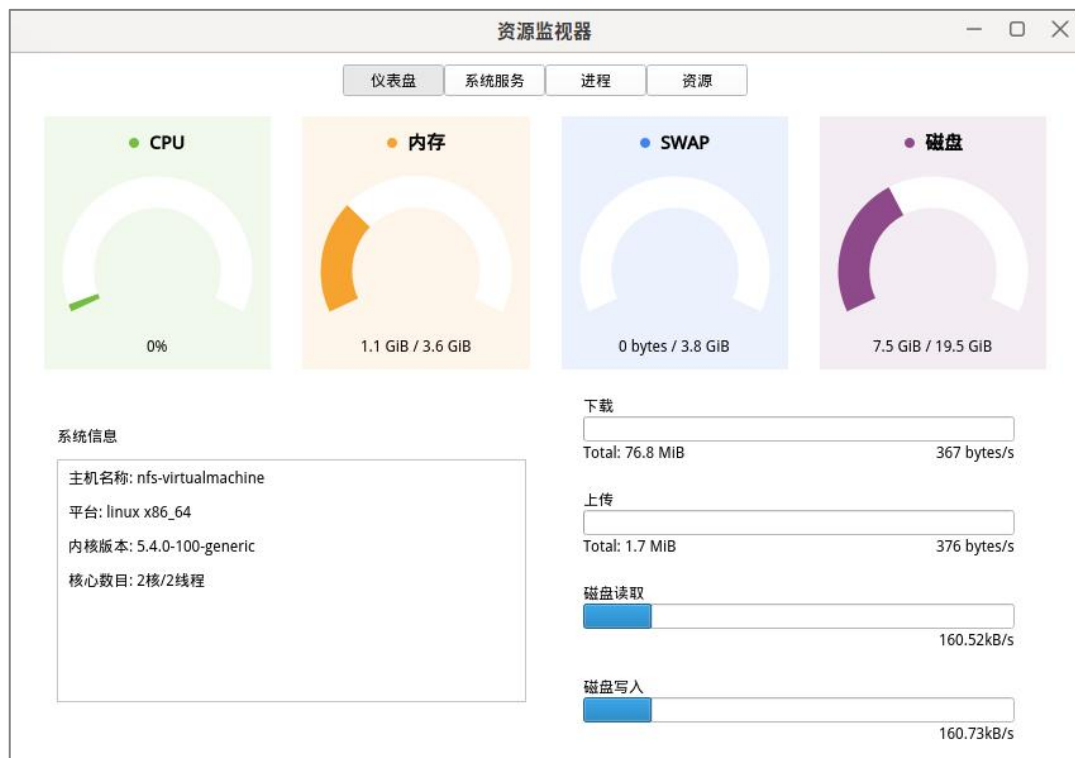 资源监视器
仪表盘 系统服务 进程 资源
CPU 内存 SWAP 磁盘
0% 1.1 GiB / 3.6 GiB 0 bytes / 3.8 GiB 7.5 GiB / 19.5 GiB
系统信息
主机名称: nfs-virtualmachine
平台: linux x86_64
内核版本: 5.4.0-100-generic
核心数目: 2核/2线程
下载
Total: 76.8 MiB 367 bytes/s
上传
Total: 1.7 MiB 376 bytes/s
磁盘读取
160.52kB/s
磁盘写入
160.73kB/s